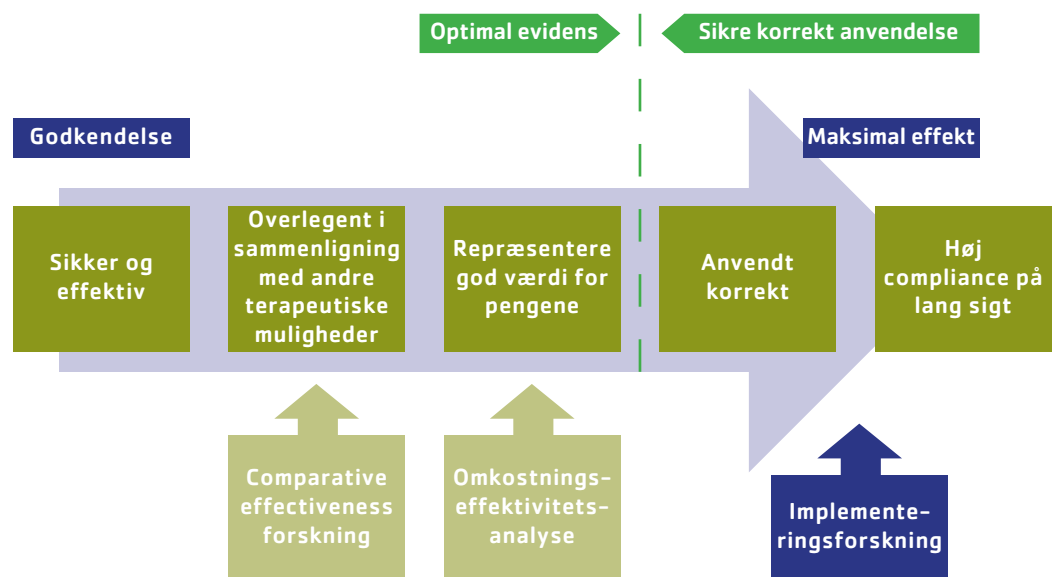 Optimal evidens
Sikre korrekt anvendelse
Godkendelse
Maksimal effekt
Sikker og
effektiv
Overlegent i
sammenligning
med andre
terapeutiske
muligheder
Repræsentere
god værdi for
pengene
Anvendt
korrekt
Høj
compliance på
lang sigt
Comparative
effectiveness
forskning
Omkostnings-
effektivitets-
analyse
Implemente-
ringsforskning